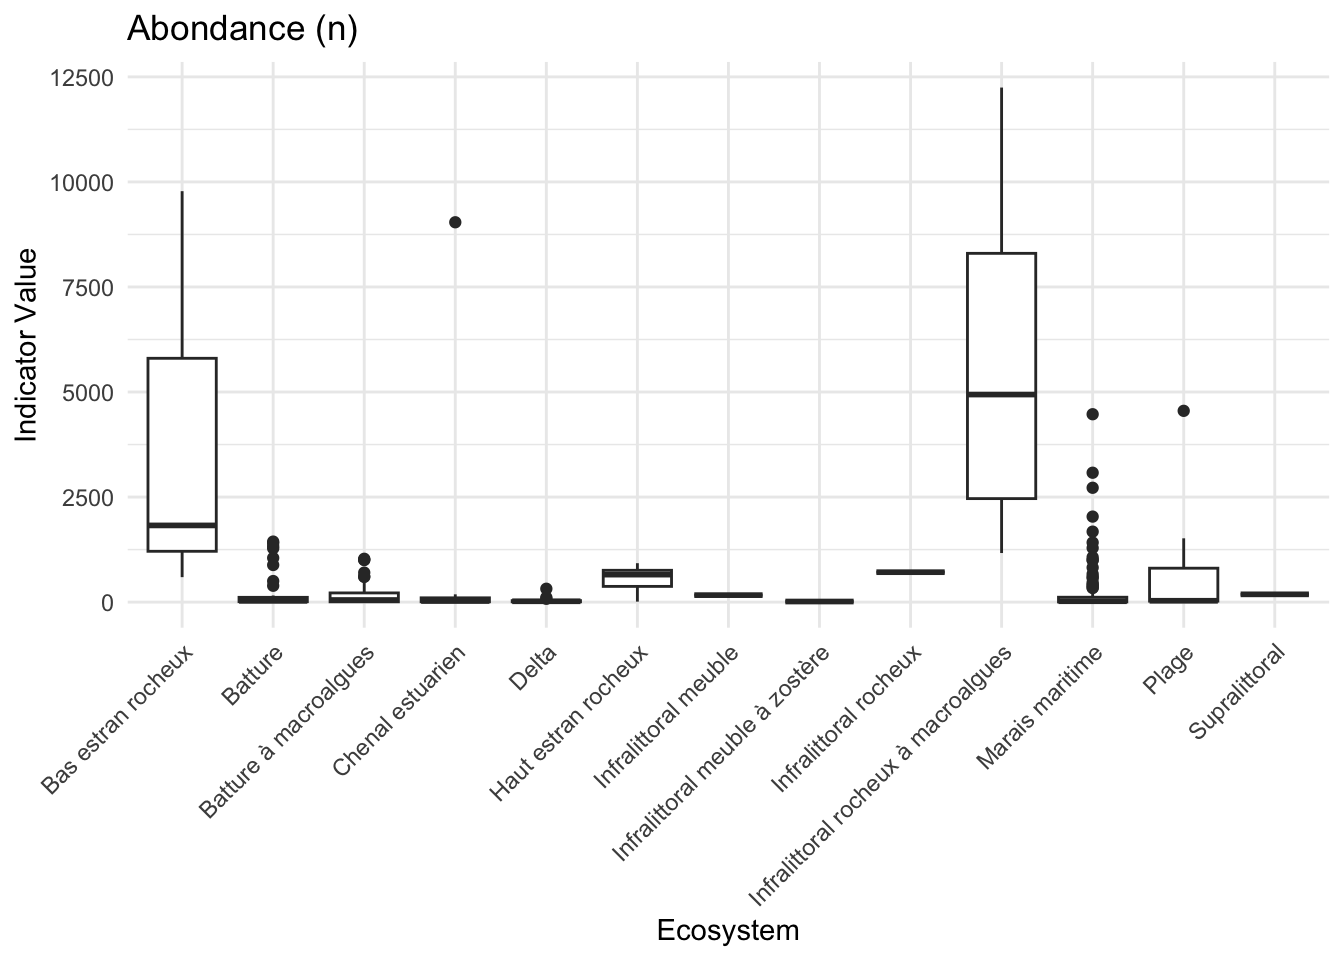 Abondance (n)
Indicator Value
12500
10000
7500
5000
2500
0
Bas estran rocheux
Batture
Batture à macroalgues
Chenal estuarien
Delta
Haut estran rocheux
Infralittoral meuble
Infralittoral meuble à zostère
Infralittoral rocheux
Infralittoral rocheux à macroalgues
Marais maritime
Plage
Supralittoral
Ecosystem